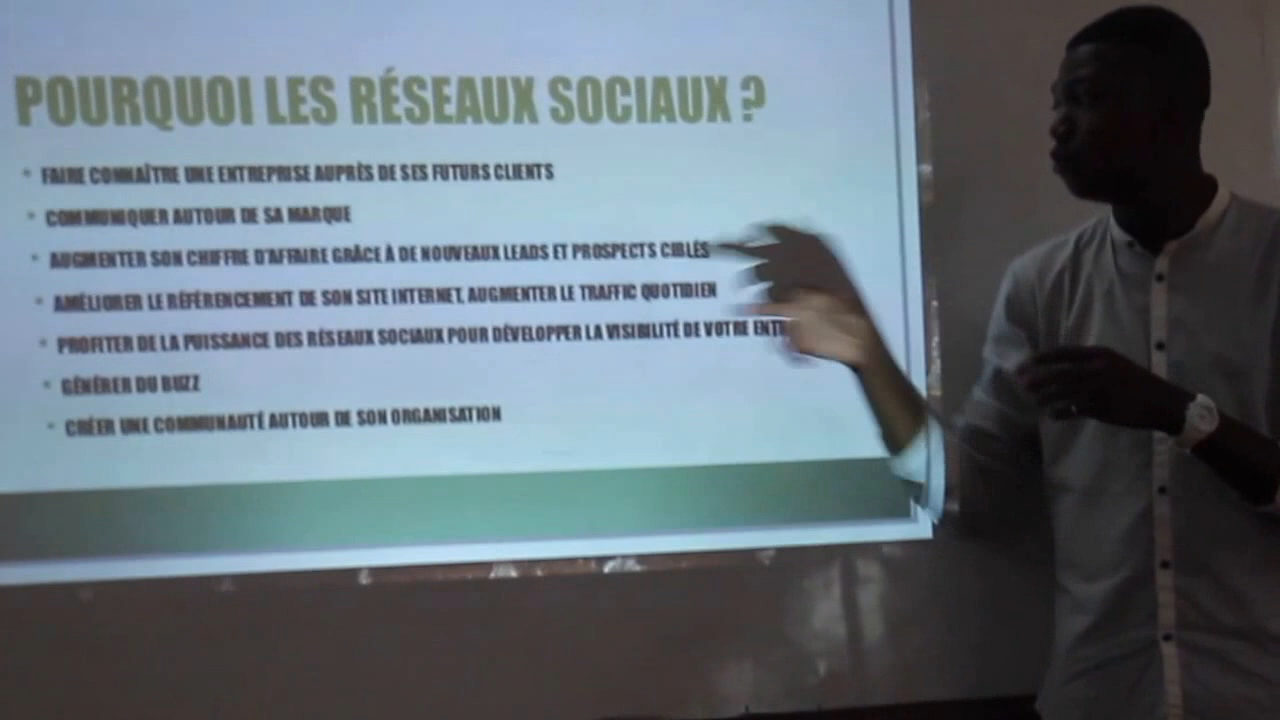 POURQUOI LES RÉSEAUX SOCIAUX ?
• FAIRE CONNAÎTRE UNE ENTREPRISE AUPRÈS DE SES FUTURS CLIENTS
• COMMUNIQUER AUTOUR DE SA MARQUE
• AUGMENTER SON CHIFFRE D'AFFAIRE GRÂCE À DE NOUVEAUX LEADS ET PROSPECTS CIBLÉS
• AMÉLIORER LE RÉFÉRENCEMENT DE SON SITE INTERNET, AUGMENTER LE TRAFFIC QUOTIDIEN
• PROFITER DE LA PUISSANCE DES RÉSEAUX SOCIAUX POUR DÉVELOPPER LA VISIBILITÉ DE VOTRE
• GÉNÉRER DU BUZZ
• CRÉER UNE COMMUNAUTÉ AUTOUR DE SON ORGANISATION